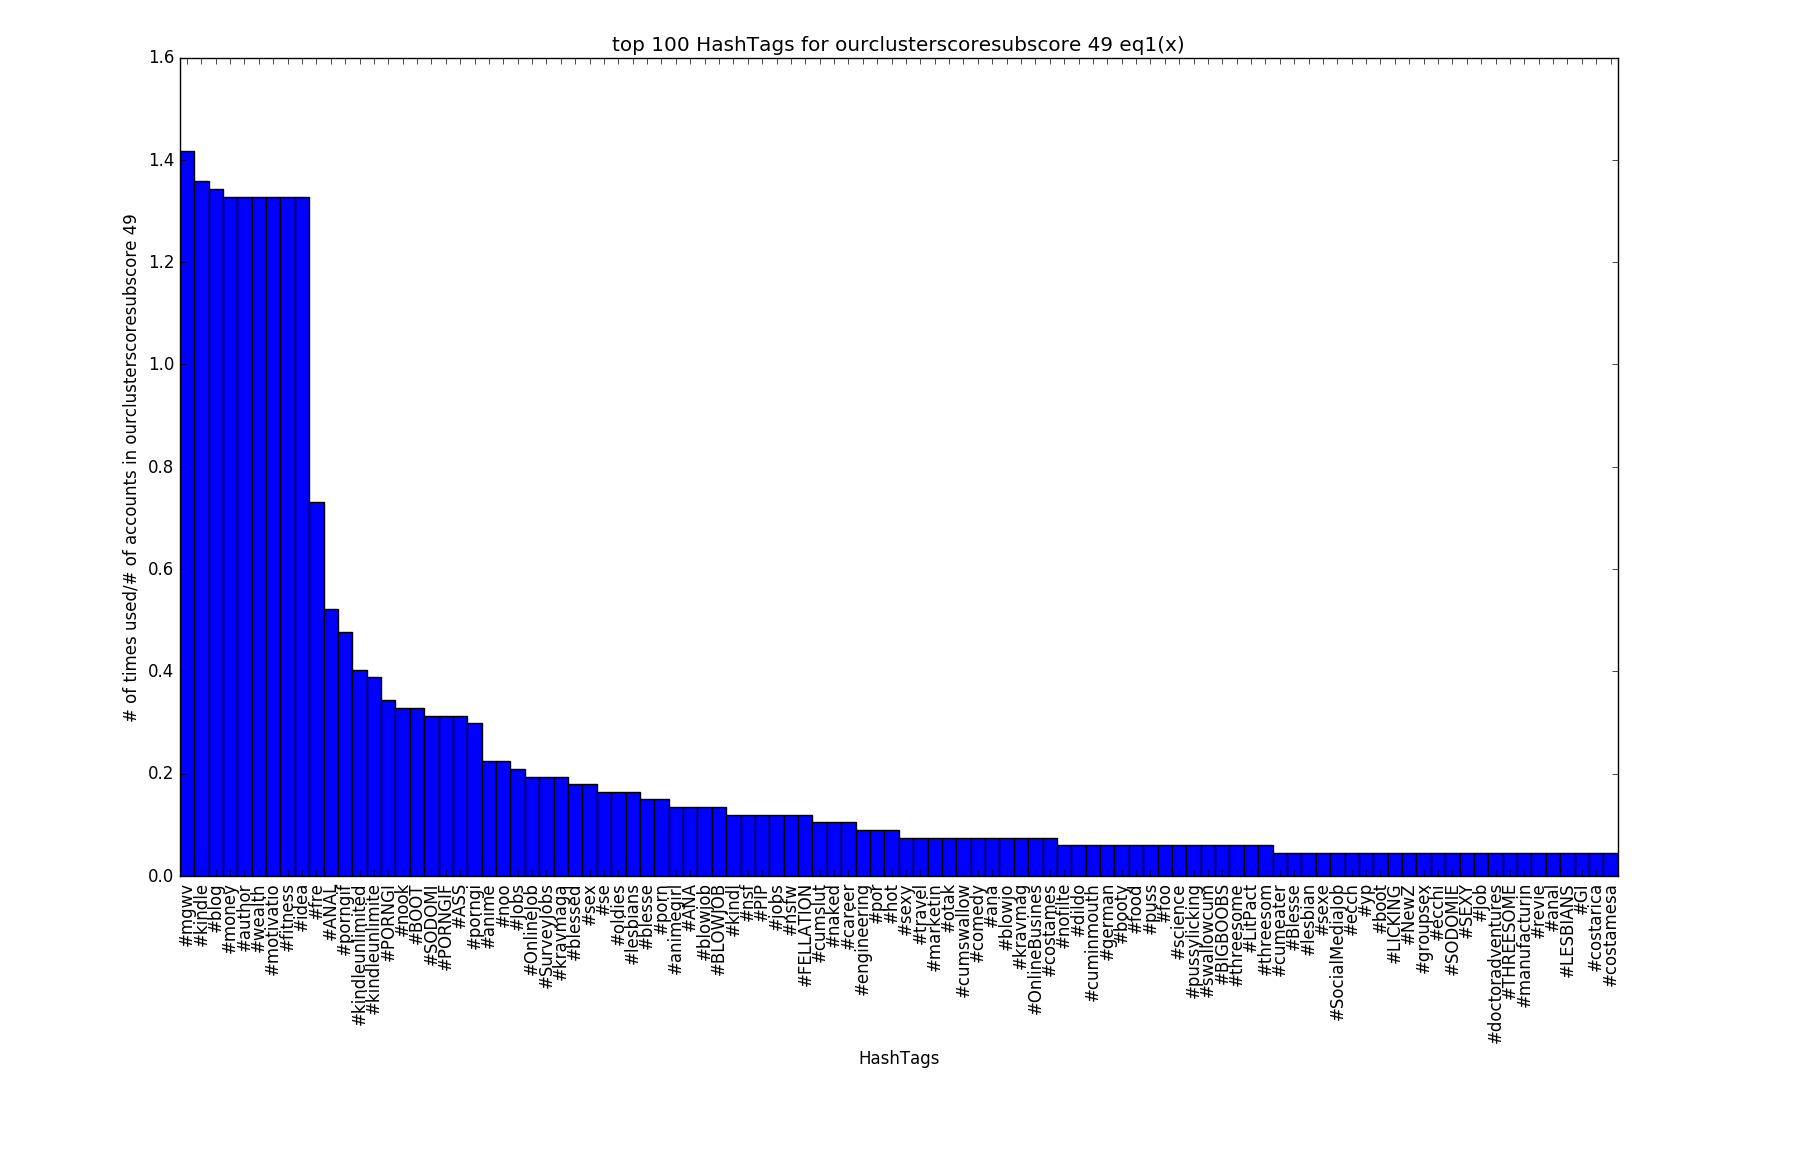 top 100 HashTags for ourclusterscoresubscore 49 eq1(x)
# of times used/# of accounts in ourclusterscoresubscore 49
1.6
1.4
1.2
1.0
0.8
0.6
0.4
0.2
0.0
#mgwv
#kindle
#blog
#money
#author
#wealth
#motivatio
#fitness
#idea
#fre
#ANAL
#porngif
#kindleunlimited
#kindleunlimite
#PORNGI
#nook
#BOOT
#SODOMI
#PORNGIF
#ASS
#porngi
#anime
#noo
#Jobs
#OnlineJob
#SurveyJobs
#kravMaga
#blessed
#sex
#se
#oldies
#lesbians
#blesse
#porn
#animegirl
#ANA
#blowjob
#BLOWJOB
#kindl
#nsf
#PIP
#jobs
#nsfw
#FELLATION
#cumslut
#naked
#career
#engineering
#por
#hot
#sexy
#travel
#marketin
#otak
#cumswallow
#comedy
#ana
#blowjo
#kravmag
#OnlineBusines
#costames
#nofilte
#dildo
#cuminmouth
#german
#booty
#food
#puss
#foo
#science
#pussylicking
#swallowcum
#BIGBOOBS
#threesome
#LitPact
#threesom
#cumeater
#Blesse
#lesbian
#sexe
#SocialMediaJob
#ecch
#yp
#boot
#LICKING
#NewZ
#groupsex
#ecchi
#SODOMIE
#SEXY
#job
#doctoradventures
#THREESOME
#manufacturin
#revie
#anal
#LESBIANS
#GI
#costarica
#costamesa
HashTags